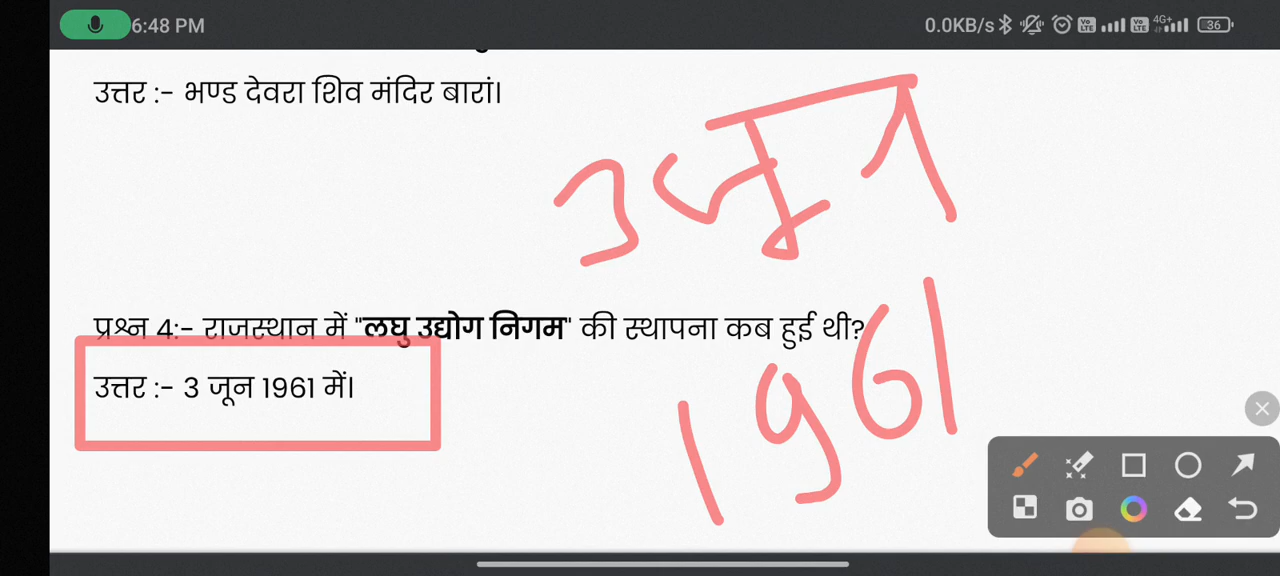 6:48 PM 0.0KB/s 4G+ 36
उत्तर :- भण्ड देवरा शिव मंदिर बारां।
3 जून
प्रश्न 4:- राजस्थान में "लघु उद्योग निगम" की स्थापना कब हुई थी?
उत्तर :- 3 जून 1961 में।
1961